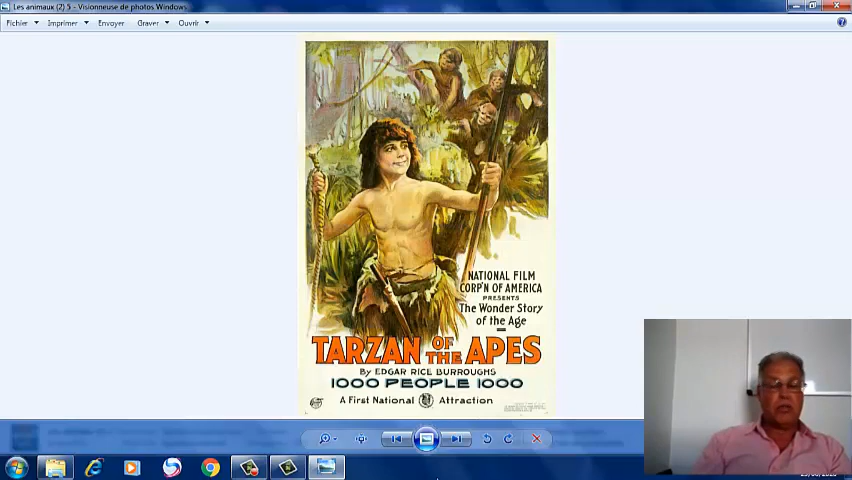 Les animaux (2) 5 - Visionneuse de photos Windows
Fichier Imprimer Envoyer Graver Ouvrir
NATIONAL FILM
CORP'N OF AMERICA
PRESENTS
The Wonder Story
of the Age
TARZAN OF THE APES
By EDGAR RICE BURROUGHS
1000 PEOPLE 1000
A First National Attraction